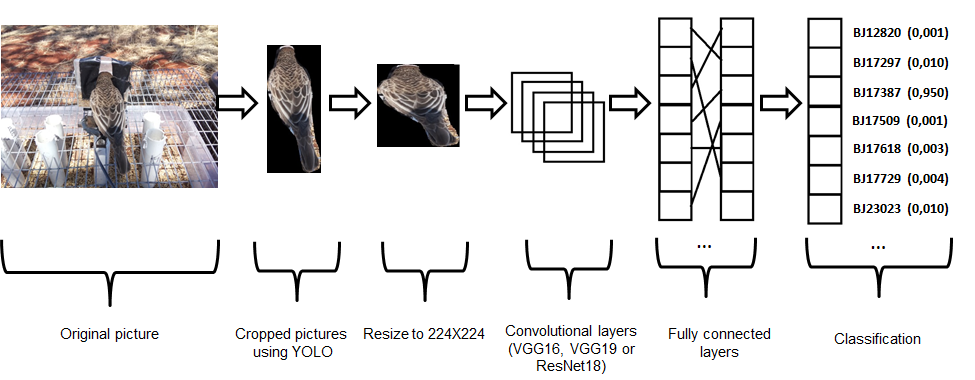 BJ12820 (0,001)
BJ17297 (0,010)
BJ17387 (0,950)
BJ17509 (0,001)
BJ17618 (0,003)
BJ17729 (0,004)
BJ23023 (0,010)
... ...
Original picture
Cropped pictures
using YOLO
Resize to 224X224
Convolutional layers
(VGG16, VGG19 or
ResNet18)
Fully connected
layers
Classification